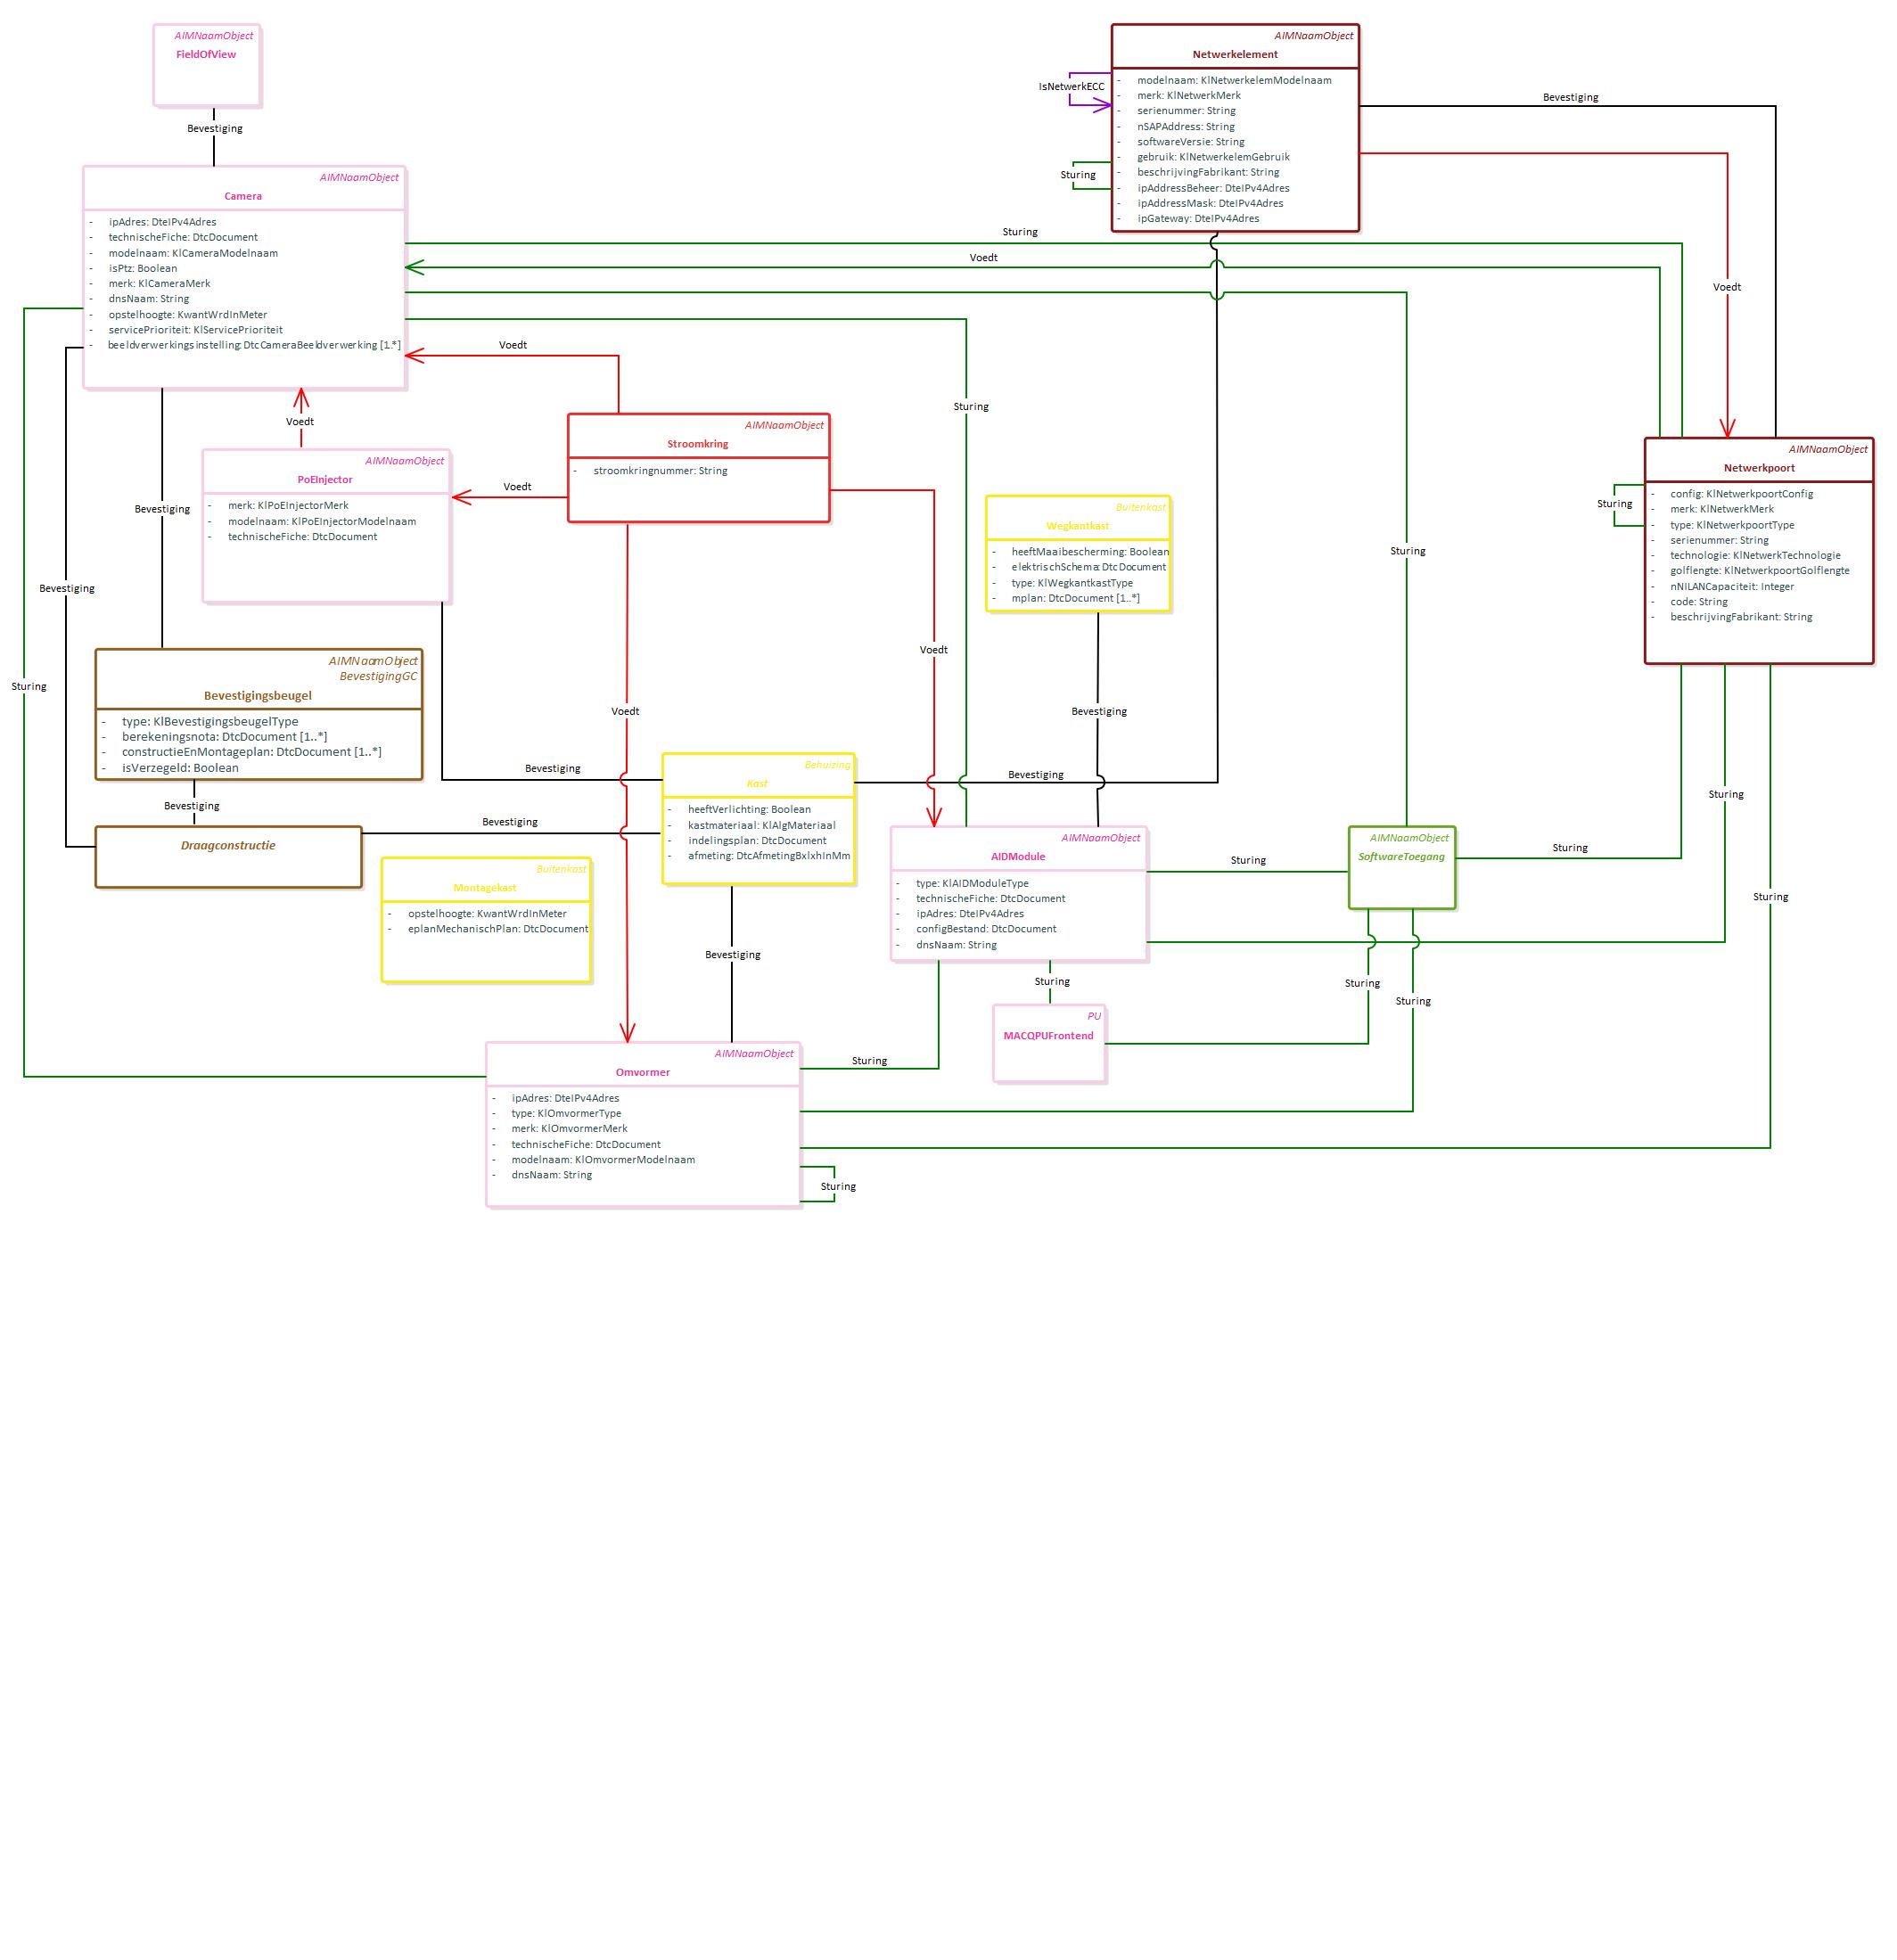 AIMNaamObject
FieldOfView
Bevestiging
AIMNaamObject
Camera
- ipAdres: DteIPv4Adres
- technischeFiche: DtcDocument
- modelnaam: KlCameraModelnaam
- isPtz: Boolean
- merk: KlCameraMerk
- dnsNaam: String
- opstelhoogte: KwantWrdInMeter
- servicePrioriteit: KlServicePrioriteit
- beeldverwerkingsinstelling: DtcCameraBeeldverwerking [1..*]
AIMNaamObject
Netwerkelement
- modelnaam: KlNetwerkelemModelnaam
- merk: KlNetwerkMerk
- serienummer: String
- nSAPAddress: String
- softwareVersie: String
- gebruik: KlNetwerkelemGebruik
- beschrijvingFabrikant: String
- ipAddressBeheer: DteIPv4Adres
- ipAddressMask: DteIPv4Adres
- ipGateway: DteIPv4Adres
IsNetwerkECC
Sturing
Bevestiging
Sturing
Voedt
Voedt
Voedt
Voedt
Sturing
AIMNaamObject
Stroomkring
- stroomkringnummer: String
AIMNaamObject
PoEInjector
- merk: KlPoEInjectorMerk
- modelnaam: KlPoEInjectorModelnaam
- technischeFiche: DtcDocument
Voedt
Bevestiging
Buitenkast
Wegkantkast
- heeftMaaibescherming: Boolean
- elektrischSchema: DtcDocument
- type: KlWegkantkastType
- mplan: DtcDocument [1..*]
Sturing
AIMNaamObject
Netwerkpoort
- config: KlNetwerkpoortConfig
- merk: KlNetwerkMerk
- type: KlNetwerkpoortType
- serienummer: String
- technologie: KlNetwerkTechnologie
- golflengte: KlNetwerkpoortGolflengte
- nNILANCapaciteit: Integer
- code: String
- beschrijvingFabrikant: String
Sturing
Bevestiging
Sturing
AIMNaamObject
BevestigingGC
Bevestigingsbeugel
- type: KlBevestigingsbeugelType
- berekeningsnota: DtcDocument [1..*]
- constructieEnMontageplan: DtcDocument [1..*]
- isVerzegeld: Boolean
Voedt
Voedt
Bevestiging
Bevestiging
Bevestiging
Sturing
Bevestiging
Draagconstructie
Bevestiging
Behuizing
Kast
- heeftVerlichting: Boolean
- kastmateriaal: KlAlgMateriaal
- indelingsplan: DtcDocument
- afmeting: DtcAfmetingBxlxhInMm
Buitenkast
Montagekast
- opstelhoogte: KwantWrdInMeter
- eplanMechanischPlan: DtcDocument
Bevestiging
AIMNaamObject
AIDModule
- type: KlAIDModuleType
- technischeFiche: DtcDocument
- ipAdres: DteIPv4Adres
- configBestand: DtcDocument
- dnsNaam: String
Sturing
AIMNaamObject
SoftwareToegang
Sturing
Sturing
Sturing
Sturing
Sturing
PU
MACQPUFrontend
AIMNaamObject
Omvormer
- ipAdres: DteIPv4Adres
- type: KlOmvormerType
- merk: KlOmvormerMerk
- technischeFiche: DtcDocument
- modelnaam: KlOmvormerModelnaam
- dnsNaam: String
Sturing
Sturing